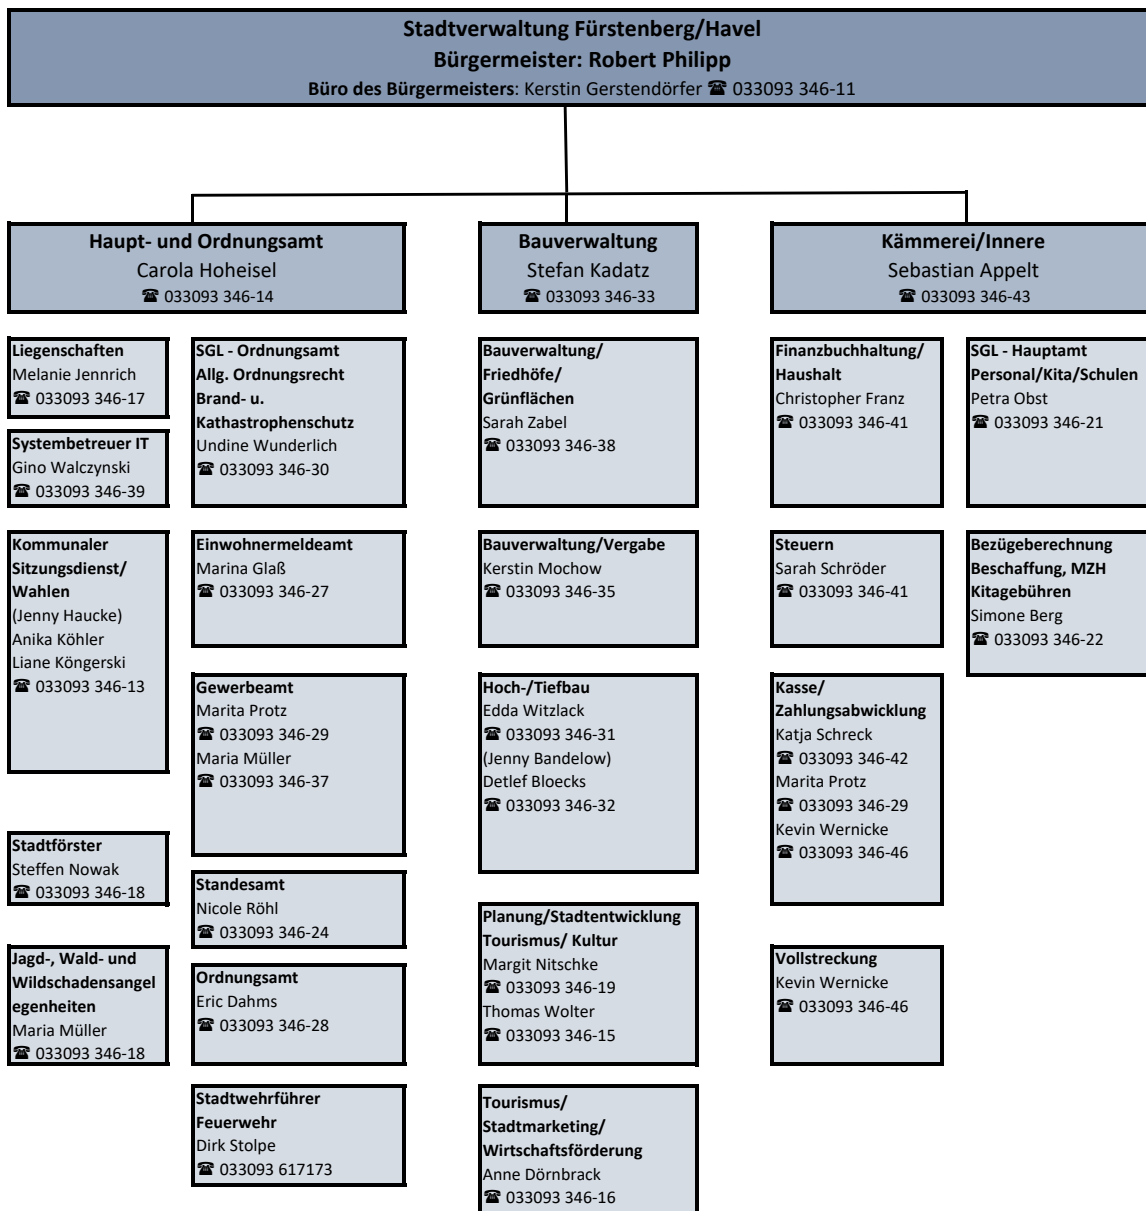 Stadtverwaltung Fürstenberg/Havel
Bürgermeister: Robert Philipp
Büro des Bürgermeisters: Kerstin Gerstendörfer ☎ 033093 346-11
Haupt- und Ordnungsamt
Carola Hoheisel
☎ 033093 346-14
Bauverwaltung
Stefan Kadatz
☎ 033093 346-33
Kämmerei/Innere
Sebastian Appelt
☎ 033093 346-43
Liegenschaften
Melanie Jennrich
☎ 033093 346-17
Systembetreuer IT
Gino Walczynski
☎ 033093 346-39
Kommunaler
Sitzungsdienst/
Wahlen
(Jenny Haucke)
Anika Köhler
Liane Köngerski
☎ 033093 346-13
Stadtförster
Steffen Nowak
☎ 033093 346-18
Jagd-, Wald- und
Wildschadensangel
egenheiten
Maria Müller
☎ 033093 346-18
SGL - Ordnungsamt
Allg. Ordnungsrecht
Brand- u.
Kathastrophenschutz
Undine Wunderlich
☎ 033093 346-30
Einwohnermeldeamt
Marina Glaß
☎ 033093 346-27
Gewerbeamt
Marita Protz
☎ 033093 346-29
Maria Müller
☎ 033093 346-37
Standesamt
Nicole Röhl
☎ 033093 346-24
Ordnungsamt
Eric Dahms
☎ 033093 346-28
Stadtwehrführer
Feuerwehr
Dirk Stolpe
☎ 033093 617173
Bauverwaltung/
Friedhöfe/
Grünflächen
Sarah Zabel
☎ 033093 346-38
Bauverwaltung/Vergabe
Kerstin Mochow
☎ 033093 346-35
Hoch-/Tiefbau
Edda Witzlack
☎ 033093 346-31
(Jenny Bandelow)
Detlef Bloecks
☎ 033093 346-32
Planung/Stadtentwicklung
Tourismus/ Kultur
Margit Nitschke
☎ 033093 346-19
Thomas Wolter
☎ 033093 346-15
Tourismus/
Stadtmarketing/
Wirtschaftsförderung
Anne Dörnbrack
☎ 033093 346-16
Finanzbuchhaltung/
Haushalt
Christopher Franz
☎ 033093 346-41
Steuern
Sarah Schröder
☎ 033093 346-41
Kasse/
Zahlungsabwicklung
Katja Schreck
☎ 033093 346-42
Marita Protz
☎ 033093 346-29
Kevin Wernicke
☎ 033093 346-46
Vollstreckung
Kevin Wernicke
☎ 033093 346-46
SGL - Hauptamt
Personal/Kita/Schulen
Petra Obst
☎ 033093 346-21
Bezügeberechnung
Beschaffung, MZH
Kitagebühren
Simone Berg
☎ 033093 346-22